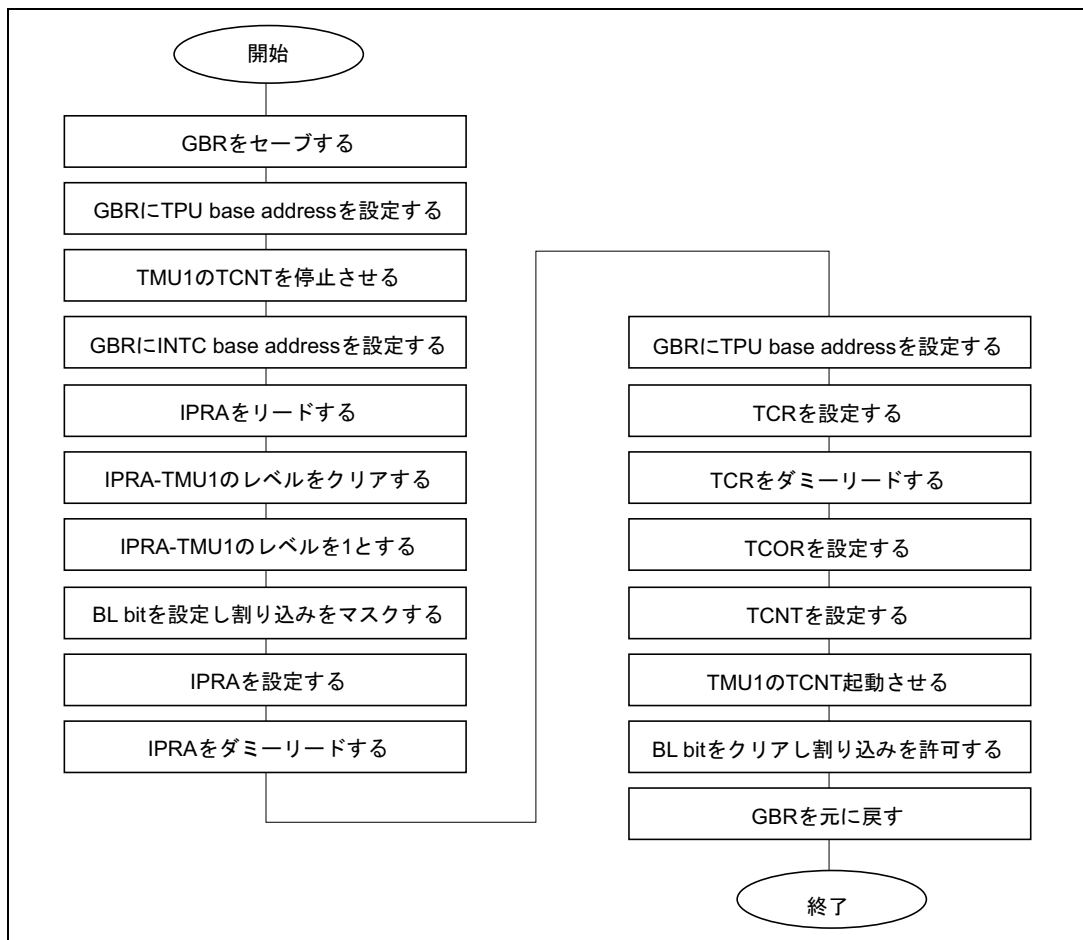 開始
GBRをセーブする
GBRにTPU base addressを設定する
TMU1のTCNTを停止させる
GBRにINTC base addressを設定する
IPRAをリードする
IPRA-TMU1のレベルをクリアする
IPRA-TMU1のレベルを1とする
BL bitを設定し割り込みをマスクする
IPRAを設定する
IPRAをダミーリードする
GBRにTPU base addressを設定する
TCRを設定する
TCRをダミーリードする
TCORを設定する
TCNTを設定する
TMU1のTCNT起動させる
BL bitをクリアし割り込みを許可する
GBRを元に戻す
終了